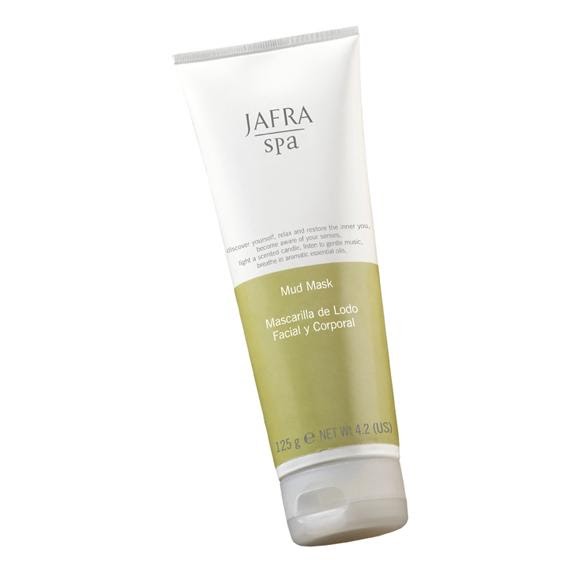 JAFRA
spa
discover yourself, relax and restore the inner you,
become aware of your senses,
light a scented candle, listen to gentle music,
breathe in aromatic essential oils.
Mud Mask
Mascarilla de Lodo
Facial y Corporal
125 g ℮ NET Wt 4.2 (US)